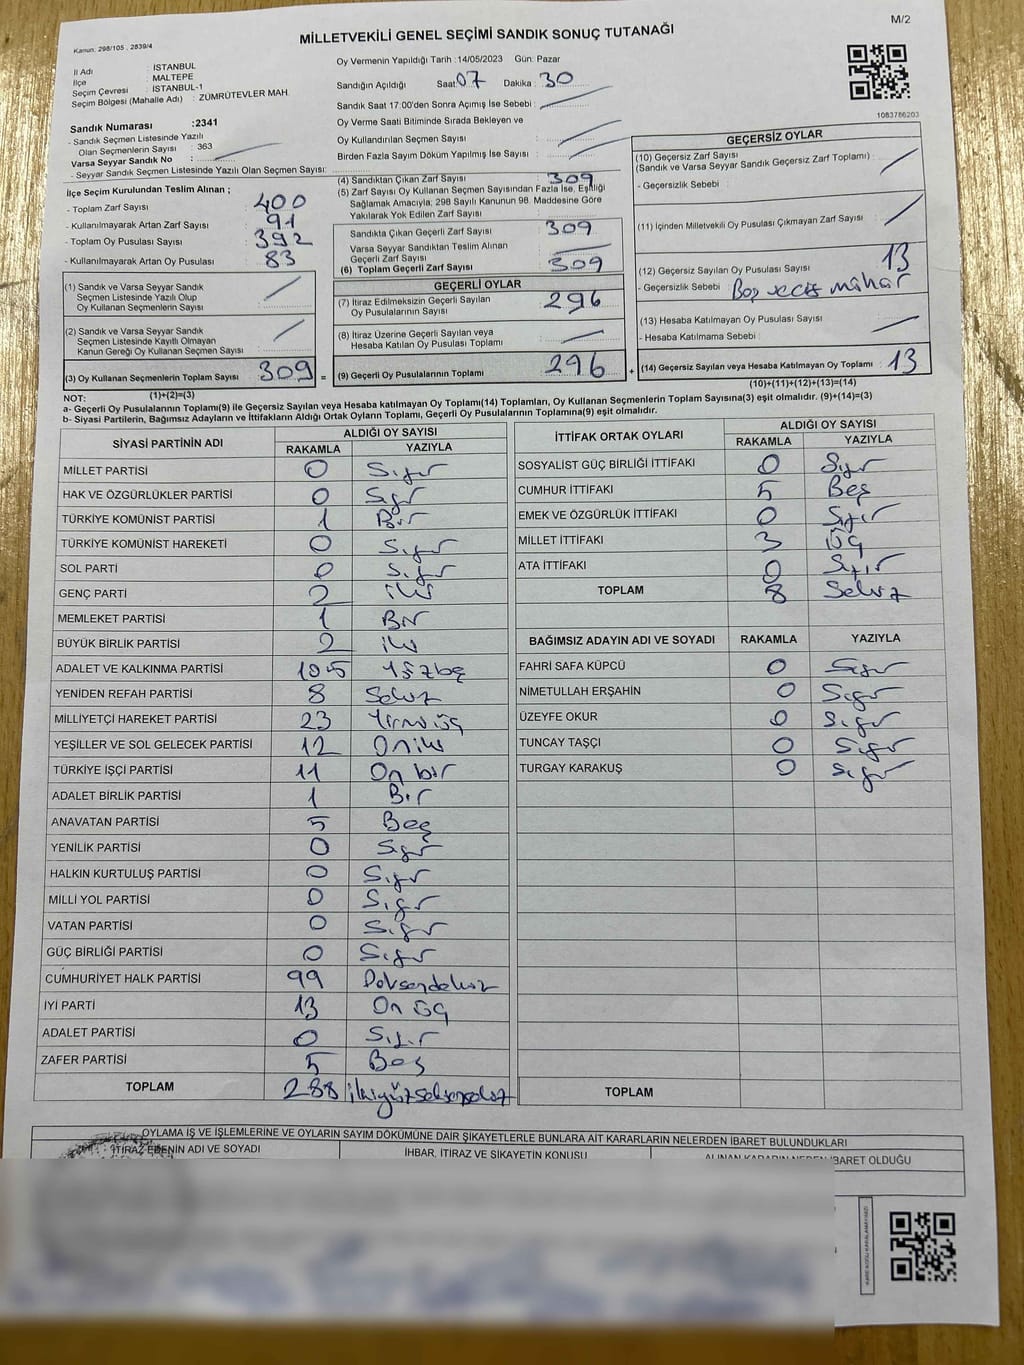 M/2
Kanun: 298/105 , 2839/4
MİLLETVEKİLİ GENEL SEÇİMİ SANDIK SONUÇ TUTANAĞI
İl Adı : İSTANBUL
İlçe : MALTEPE
Seçim Çevresi : İSTANBUL-1
Seçim Bölgesi (Mahalle Adı) : ZÜMRÜTEVLER MAH.
Oy Vermenin Yapıldığı Tarih :14/05/2023 Gün: Pazar
Sandığın Açıldığı Saat: 07 Dakika : 30
Sandık Saat 17:00'den Sonra Açımış İse Sebebi :
Oy Verme Saati Bitiminde Sırada Bekleyen ve
Oy Kullandırılan Seçmen Sayısı :
Birden Fazla Sayım Döküm Yapılmış İse Sayısı :
1083786203
Sandık Numarası :2341
- Sandık Seçmen Listesinde Yazılı
Olan Seçmenlerin Sayısı : 363
Varsa Seyyar Sandık No :
- Seyyar Sandık Seçmen Listesinde Yazılı Olan Seçmen Sayısı:
İlçe Seçim Kurulundan Teslim Alınan ;
- Toplam Zarf Sayısı : 400
- Kullanılmayarak Artan Zarf Sayısı : 91
- Toplam Oy Pusulası Sayısı : 392
- Kullanılmayarak Artan Oy Pusulası : 83
(4) Sandıktan Çıkan Zarf Sayısı : 309
(5) Zarf Sayısı Oy Kullanan Seçmen Sayısından Fazla İse, Eşitliği
Sağlamak Amacıyla, 298 Sayılı Kanunun 98. Maddesine Göre
Yakılarak Yok Edilen Zarf Sayısı :
Sandıkta Çıkan Geçerli Zarf Sayısı : 309
Varsa Seyyar Sandıktan Teslim Alınan
Geçerli Zarf Sayısı :
(6) Toplam Geçerli Zarf Sayısı : 309
GEÇERSİZ OYLAR
(10) Geçersiz Zarf Sayısı
(Sandık ve Varsa Seyyar Sandık Geçersiz Zarf Toplamı) :
- Geçersizlik Sebebi :
(11) İçinden Milletvekili Oy Pusulası Çıkmayan Zarf Sayısı :
(12) Geçersiz Sayılan Oy Pusulası Sayısı : 13
- Geçersizlik Sebebi : Boş
(13) Hesaba Katılmayan Oy Pusulası Sayısı :
- Hesaba Katılmama Sebebi :
(14) Geçersiz Sayılan veya Hesaba Katılmayan Oy Toplamı : 13
(10)+(11)+(12)+(13)=(14)
(1) Sandık ve Varsa Seyyar Sandık
Seçmen Listesinde Yazılı Olup
Oy Kullanan Seçmenlerin Sayısı :
(2) Sandık ve Varsa Seyyar Sandık
Seçmen Listesinde Kayıtlı Olmayan
Kanun Gereği Oy Kullanan Seçmen Sayısı :
(3) Oy Kullanan Seçmenlerin Toplam Sayısı : 309 =
(1)+(2)=(3)
GEÇERLİ OYLAR
(7) İtiraz Edilmeksizin Geçerli Sayılan
Oy Pusulalarının Sayısı : 296
(8) İtiraz Üzerine Geçerli Sayılan veya
Hesaba Katılan Oy Pusulası Toplamı :
(9) Geçerli Oy Pusulalarının Toplamı : 296 +
NOT:
a- Geçerli Oy Pusulalarının Toplamı(9) ile Geçersiz Sayılan veya Hesaba katılmayan Oy Toplamı(14) Toplamları, Oy Kullanan Seçmenlerin Toplam Sayısına(3) eşit olmalıdır. (9)+(14)=(3)
b- Siyasi Partilerin, Bağımsız Adayların ve İttifakların Aldığı Ortak Oyların Toplamı, Geçerli Oy Pusulalarının Toplamına(9) eşit olmalıdır.
SİYASİ PARTİNİN ADI ALDIĞI OY SAYISI
RAKAMLA YAZIYLA
MİLLET PARTİSİ 0 Sıfır
HAK VE ÖZGÜRLÜKLER PARTİSİ 0 Sıfır
TÜRKİYE KOMÜNİST PARTİSİ 1 Bir
TÜRKİYE KOMÜNİST HAREKETİ 0 Sıfır
SOL PARTİ 0 Sıfır
GENÇ PARTİ 2 iki
MEMLEKET PARTİSİ 1 Bir
BÜYÜK BİRLİK PARTİSİ 2 iki
ADALET VE KALKINMA PARTİSİ 105 Yüzbeş
YENİDEN REFAH PARTİSİ 8 Sekiz
MİLLİYETÇİ HAREKET PARTİSİ 23 Yirmiüç
YEŞİLLER VE SOL GELECEK PARTİSİ 12 Oniki
TÜRKİYE İŞÇİ PARTİSİ 11 On bir
ADALET BİRLİK PARTİSİ 1 Bir
ANAVATAN PARTİSİ 5 Beş
YENİLİK PARTİSİ 0 Sıfır
HALKIN KURTULUŞ PARTİSİ 0 Sıfır
MİLLİ YOL PARTİSİ 0 Sıfır
VATAN PARTİSİ 0 Sıfır
GÜÇ BİRLİĞİ PARTİSİ 0 Sıfır
CUMHURİYET HALK PARTİSİ 99 Doksandokuz
İYİ PARTİ 13 On üç
ADALET PARTİSİ 0 Sıfır
ZAFER PARTİSİ 5 Beş
TOPLAM 288 ikiyüzseksensekiz
İTTİFAK ORTAK OYLARI ALDIĞI OY SAYISI
RAKAMLA YAZIYLA
SOSYALİST GÜÇ BİRLİĞİ İTTİFAKI 0 Sıfır
CUMHUR İTTİFAKI 5 Beş
EMEK VE ÖZGÜRLÜK İTTİFAKI 0 Sıfır
MİLLET İTTİFAKI 3 Üç
ATA İTTİFAKI 0 Sıfır
TOPLAM 8 Sekiz
BAĞIMSIZ ADAYIN ADI VE SOYADI RAKAMLA YAZIYLA
FAHRİ SAFA KÜPCÜ 0 Sıfır
NİMETULLAH ERŞAHİN 0 Sıfır
ÜZEYFE OKUR 0 Sıfır
TUNCAY TAŞÇI 0 Sıfır
TURGAY KARAKUŞ 0 Sıfır
TOPLAM
OYLAMA İŞ VE İŞLEMLERİNE VE OYLARIN SAYIM DÖKÜMÜNE DAİR ŞİKAYETLERLE BUNLARA AİT KARARLARIN NELERDEN İBARET BULUNDUKLARI
İTİRAZ EDENİN ADI VE SOYADI
İHBAR, İTİRAZ VE ŞİKAYETİN KONUSU
ALINAN KARARIN NEDEN İBARET OLDUĞU